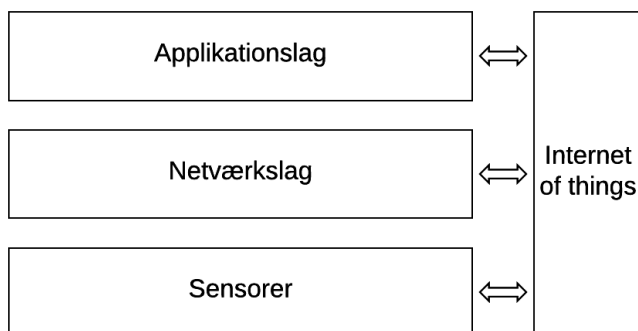 Applikationslag
Netværkslag
Internet
of things
Sensorer